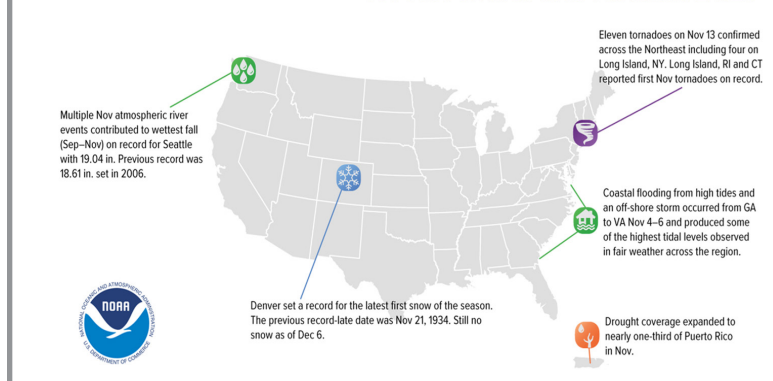 Eleven tornadoes on Nov 13 confirmed
across the Northeast including four on
Long Island, NY. Long Island, RI and CT
reported first Nov tornadoes on record.
Multiple Nov atmospheric river
events contributed to wettest fall
(Sep–Nov) on record for Seattle
with 19.04 in. Previous record was
18.61 in. set in 2006.
Coastal flooding from high tides and
an off-shore storm occurred from GA
to VA Nov 4–6 and produced some
of the highest tidal levels observed
in fair weather across the region.
Denver set a record for the latest first snow of the season.
The previous record-late date was Nov 21, 1934. Still no
snow as of Dec 6.
Drought coverage expanded to
nearly one-third of Puerto Rico
in Nov.
NATIONAL OCEANIC AND ATMOSPHERIC ADMINISTRATION
NOAA
U.S. DEPARTMENT OF COMMERCE